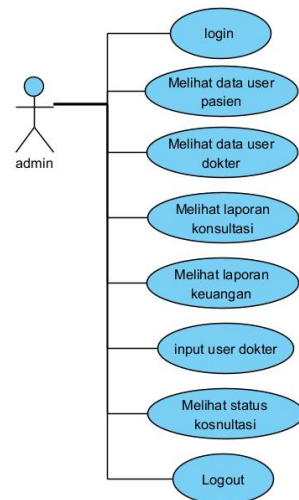 login
Melihat data user
pasien
admin
Melihat data user
dokter
Melihat laporan
konsultasi
Melihat laporan
keuangan
input user dokter
Melihat status
kosnultasi
Logout